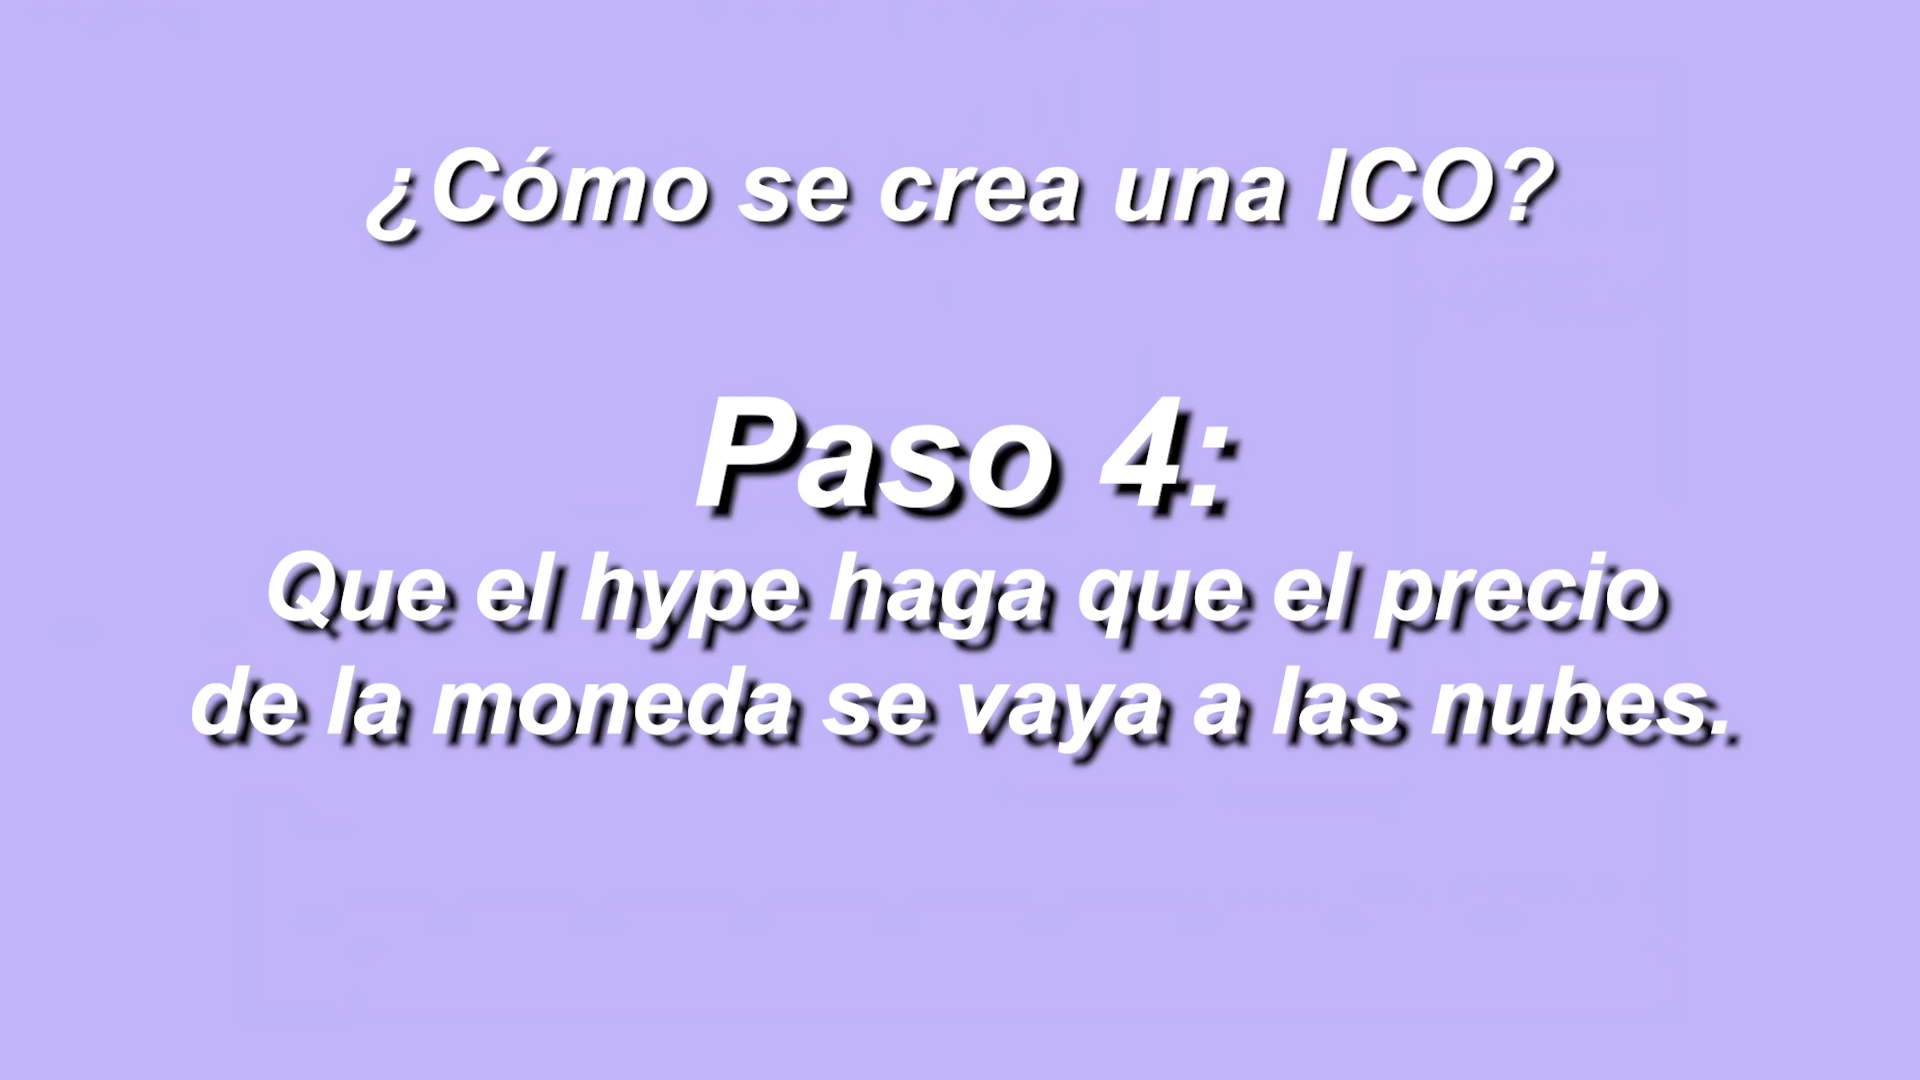 ¿Cómo se crea una ICO?
Paso 4:
Que el hype haga que el precio
de la moneda se vaya a las nubes.